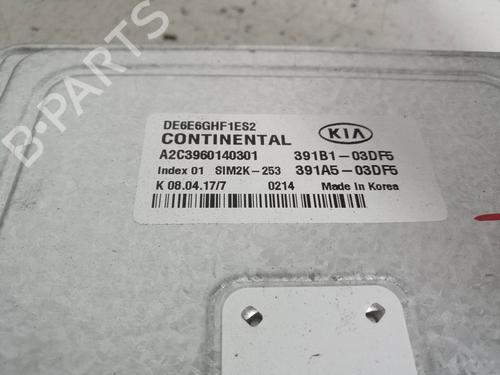 DE6E6GHF1ES2
CONTINENTAL KIA
A2C3960140301 391B1-03DF5
Index 01 SIM2K-253 391A5-03DF5
K 08.04.17/7 0214 Made in Korea